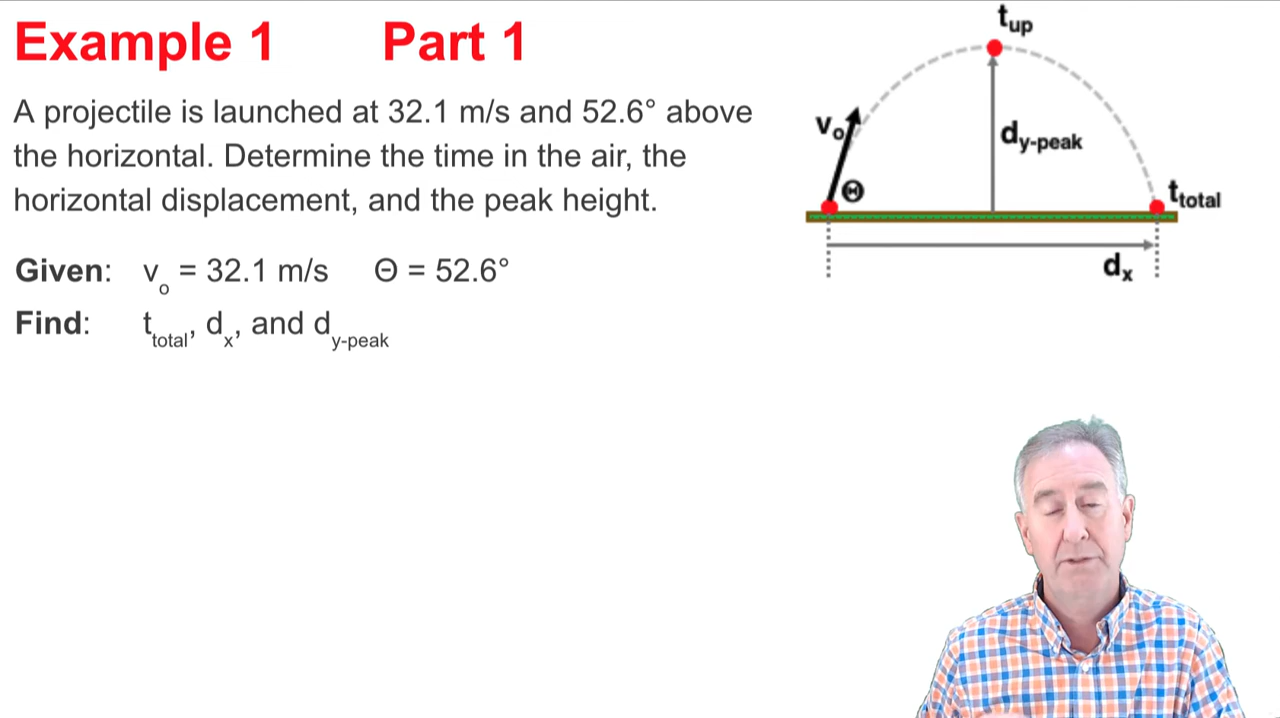 Example 1 Part 1
A projectile is launched at 32.1 m/s and 52.6° above
the horizontal. Determine the time in the air, the
horizontal displacement, and the peak height.
Given: vo = 32.1 m/s Θ = 52.6°
Find: ttotal, dx, and dy-peak
tup
vo
Θ
dy-peak
ttotal
dx